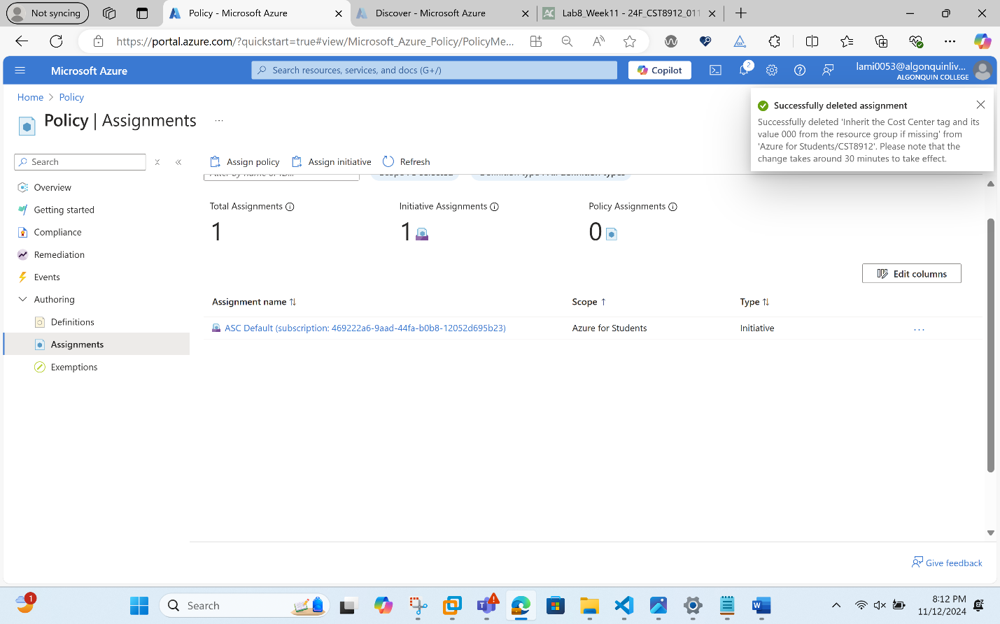 Not syncing
Policy - Microsoft Azure
Discover - Microsoft Azure
Lab8_Week11 - 24F_CST8912_011
https://portal.azure.com/?quickstart=true#view/Microsoft_Azure_Policy/PolicyMe...
Microsoft Azure
Search resources, services, and docs (G+/)
Copilot
2
lami0053@algonquinliv...
ALGONQUIN COLLEGE
Home > Policy
Policy | Assignments
...
Successfully deleted assignment
Successfully deleted 'Inherit the Cost Center tag and its
value 000 from the resource group if missing' from
'Azure for Students/CST8912'. Please note that the
change takes around 30 minutes to take effect.
Search
Assign policy
Assign initiative
Refresh
Overview
Getting started
Compliance
Remediation
Events
Authoring
Definitions
Assignments
Exemptions
Total Assignments
Initiative Assignments
Policy Assignments
1
1
0
Edit columns
Assignment name
Scope
Type
ASC Default (subscription: 469222a6-9aad-44fa-b0b8-12052d695b23)
Azure for Students
Initiative
...
Give feedback
1
Search
8:12 PM
11/12/2024